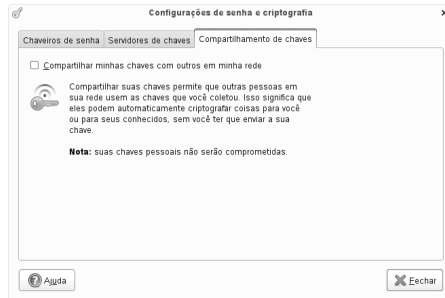 Configurações de senha e criptografia
Chaveiros de senha Servidores de chaves Compartilhamento de chaves
Compartilhar minhas chaves com outros em minha rede
Compartilhar suas chaves permite que outras pessoas em
sua rede usem as chaves que você coletou. Isso significa que
eles podem automaticamente criptografar coisas para você
ou para seus conhecidos, sem você ter que enviar a sua
chave.
Nota: suas chaves pessoais não serão comprometidas.
Ajuda Fechar